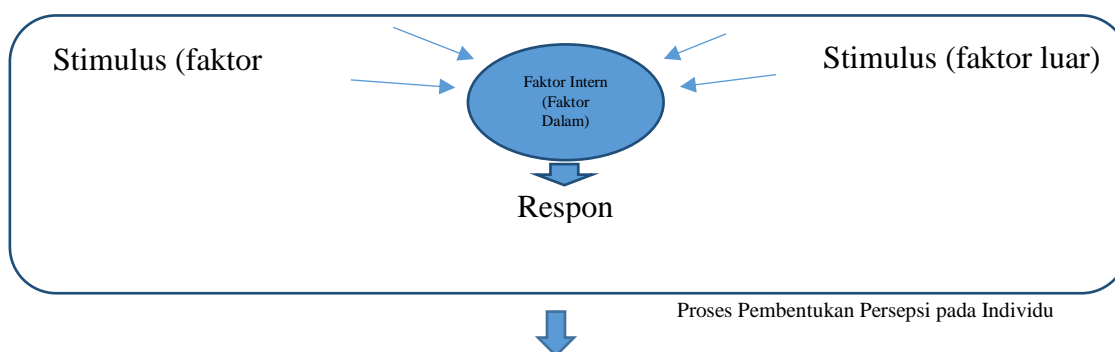 Stimulus (faktor
Stimulus (faktor luar)
Faktor Intern
(Faktor
Dalam)
Respon
Proses Pembentukan Persepsi pada Individu